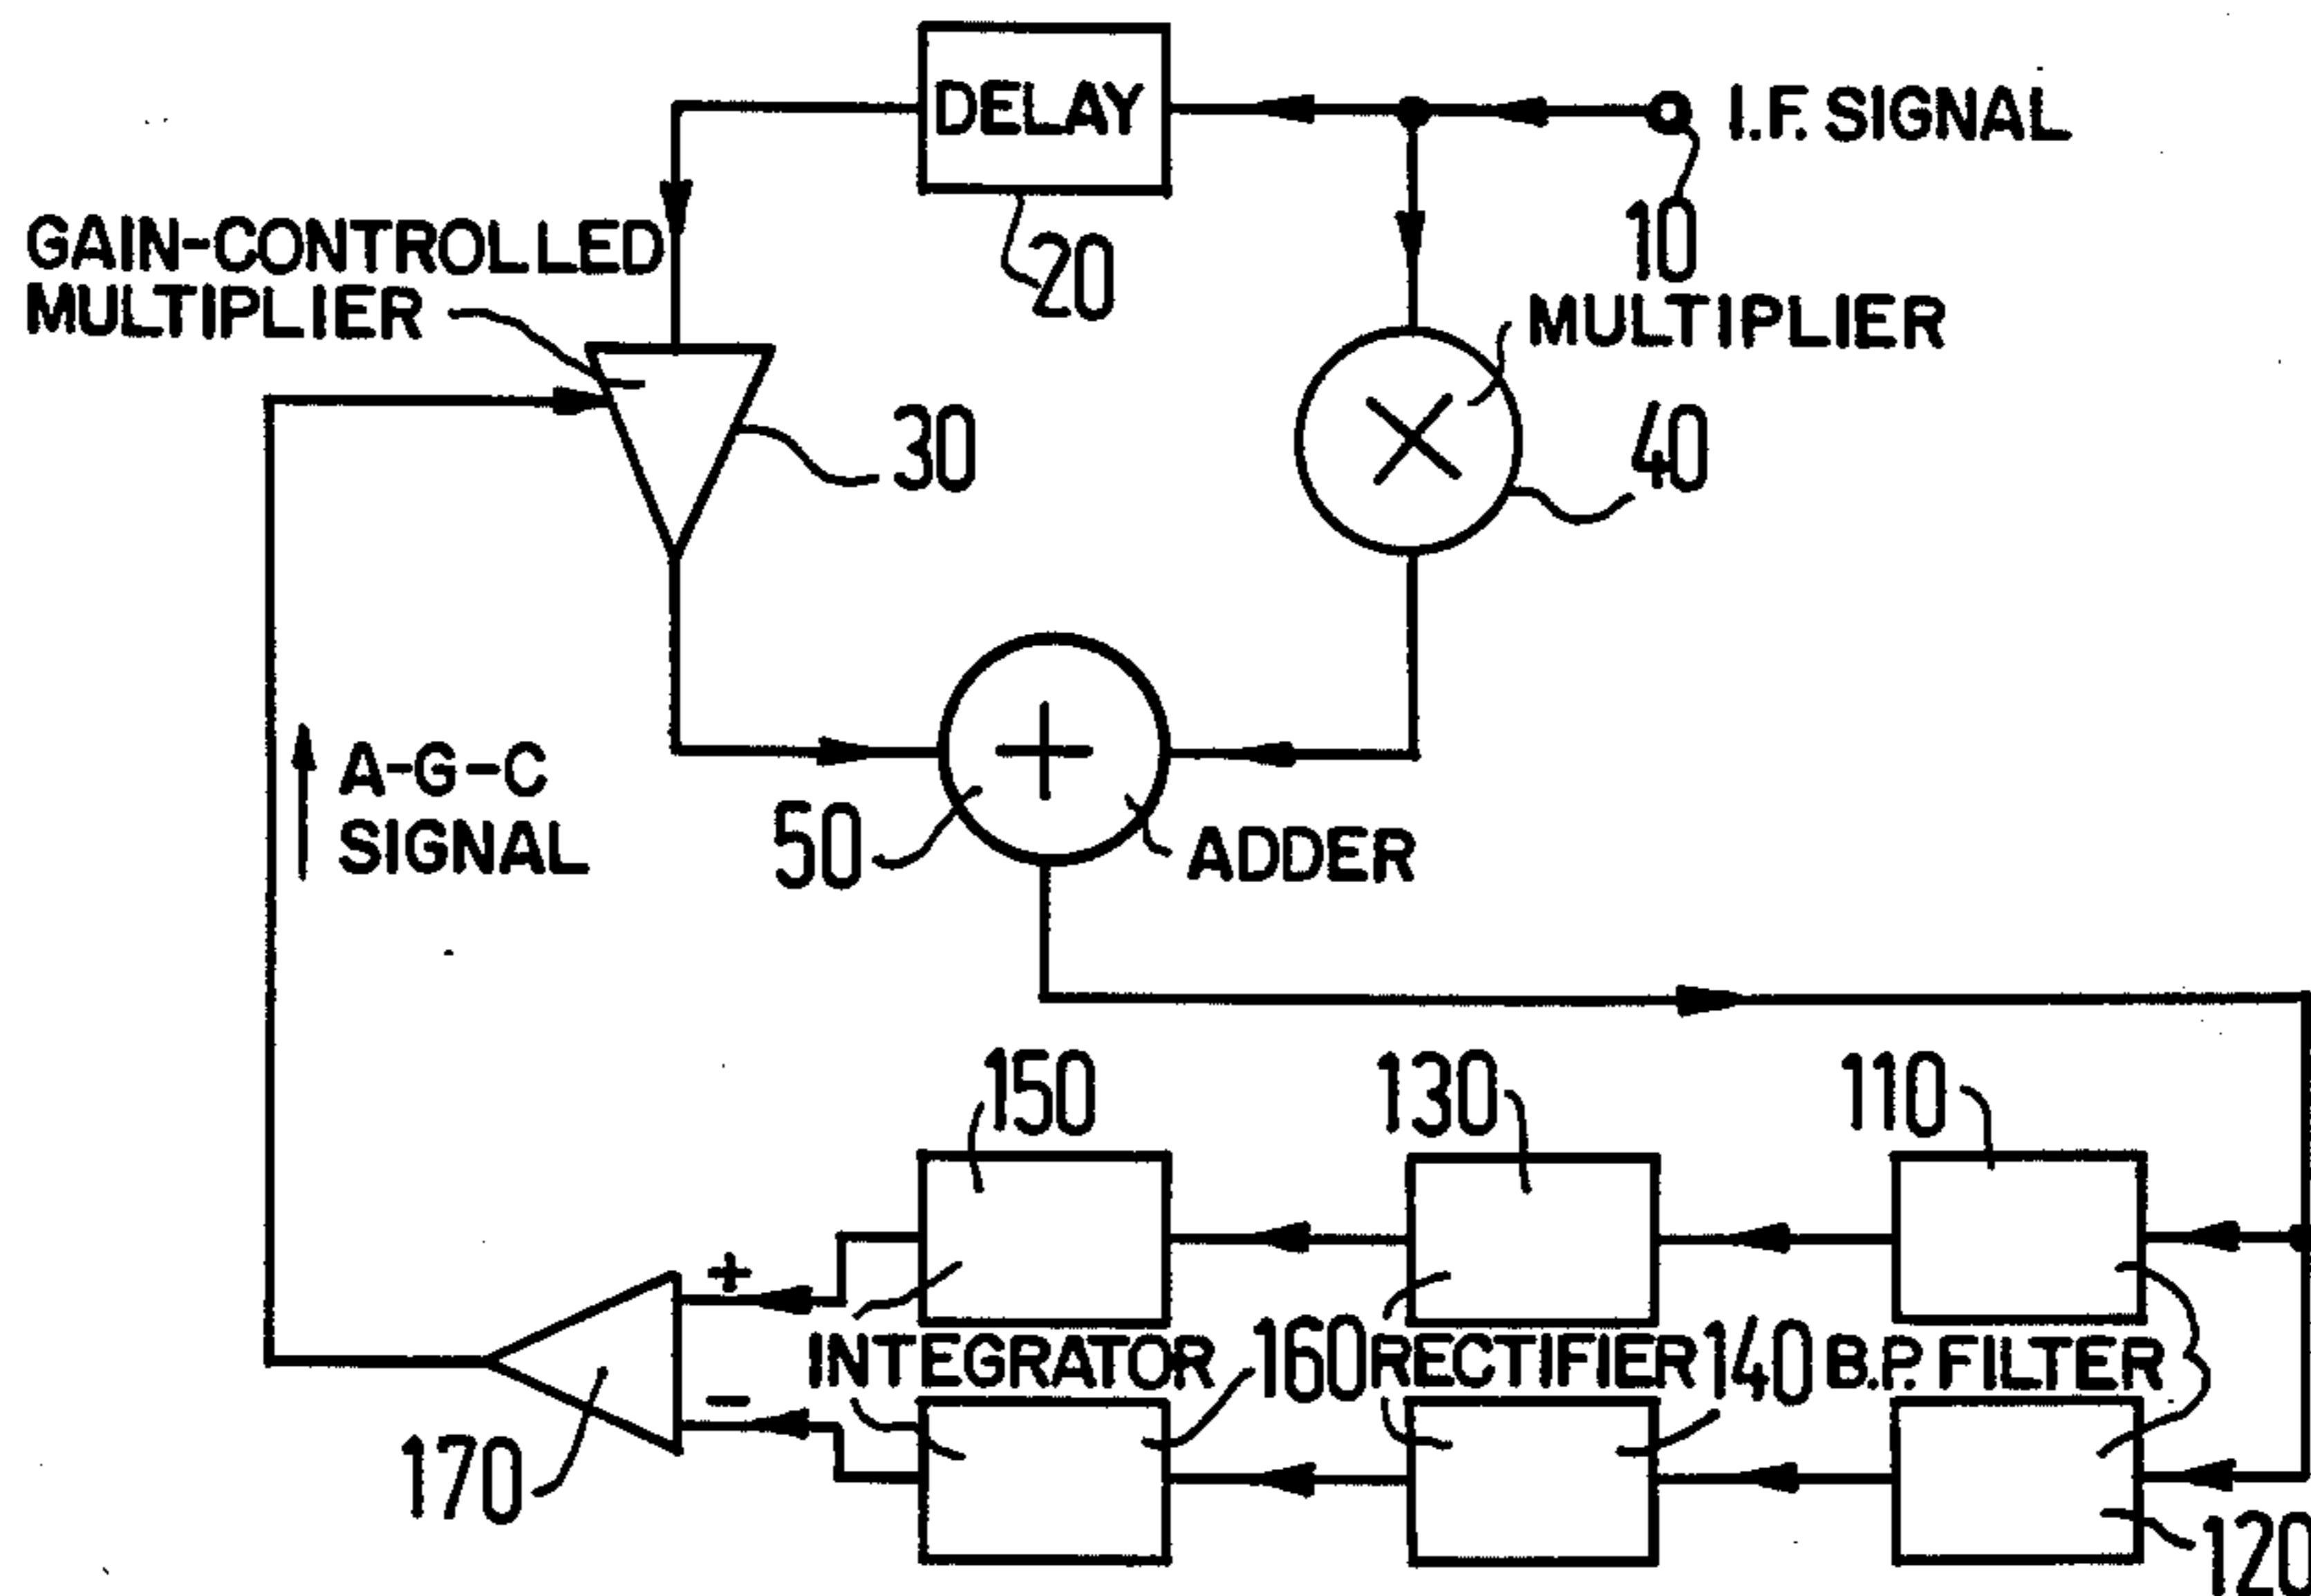 DELAY
I.F. SIGNAL
10
20
GAIN-CONTROLLED
MULTIPLIER
MULTIPLIER
30
40
50
ADDER
A-G-C
SIGNAL
150
130
110
+
INTEGRATOR
160
RECTIFIER
140
B.P. FILTER
-
170
120